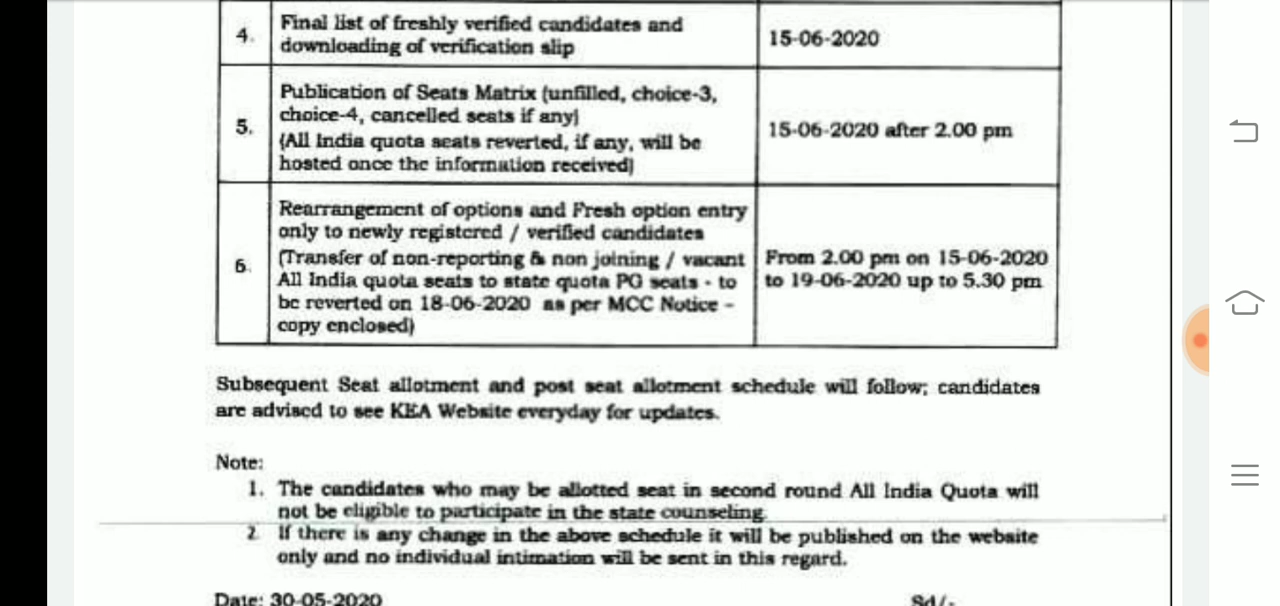 4. Final list of freshly verified candidates and
downloading of verification slip
15-06-2020
5. Publication of Seats Matrix (unfilled, choice-3,
choice-4, cancelled seats if any)
(All India quota seats reverted, if any, will be
hosted once the information received)
15-06-2020 after 2.00 pm
6. Rearrangement of options and Fresh option entry
only to newly registered / verified candidates
(Transfer of non-reporting & non joining / vacant
All India quota seats to state quota PG seats - to
be reverted on 18-06-2020 as per MCC Notice -
copy enclosed)
From 2.00 pm on 15-06-2020
to 19-06-2020 up to 5.30 pm
Subsequent Seat allotment and post seat allotment schedule will follow; candidates
are advised to see KEA Website everyday for updates.
Note:
1. The candidates who may be allotted seat in second round All India Quota will
not be eligible to participate in the state counseling.
2. If there is any change in the above schedule it will be published on the website
only and no individual intimation will be sent in this regard.
Date: 30-05-2020
Sd/-